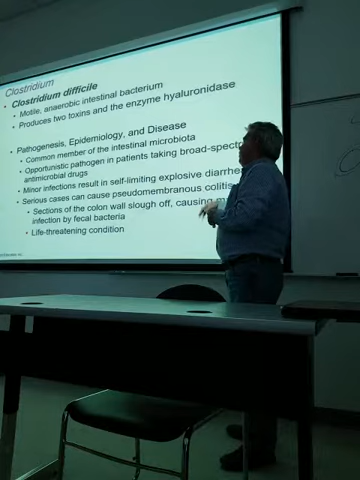 Clostridium
• Clostridium difficile
• Motile, anaerobic intestinal bacterium
• Produces two toxins and the enzyme hyaluronidase
• Pathogenesis, Epidemiology, and Disease
• Common member of the intestinal microbiota
• Opportunistic pathogen in patients taking broad-spect
antimicrobial drugs
• Minor infections result in self-limiting explosive diarrhe
• Serious cases can cause pseudomembranous colitis
• Sections of the colon wall slough off, causing
infection by fecal bacteria
• Life-threatening condition